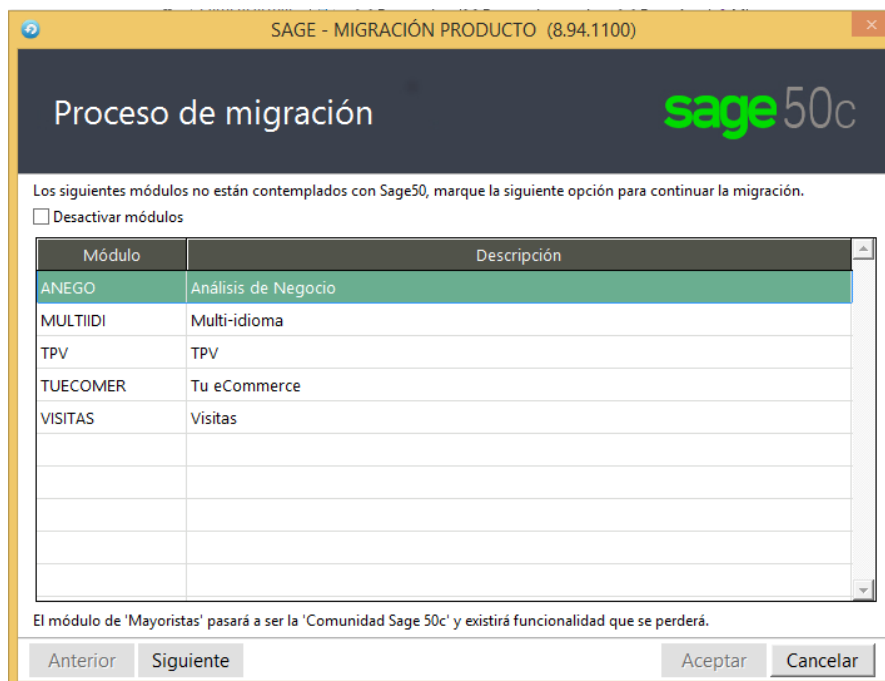 SAGE - MIGRACIÓN PRODUCTO (8.94.1100)
Proceso de migración
sage 50c
Los siguientes módulos no están contemplados con Sage50, marque la siguiente opción para continuar la migración.
Desactivar módulos
Módulo Descripción
ANEGO Análisis de Negocio
MULTIIDI Multi-idioma
TPV TPV
TUECOMER Tu eCommerce
VISITAS Visitas
El módulo de 'Mayoristas' pasará a ser la 'Comunidad Sage 50c' y existirá funcionalidad que se perderá.
Anterior Siguiente Aceptar Cancelar